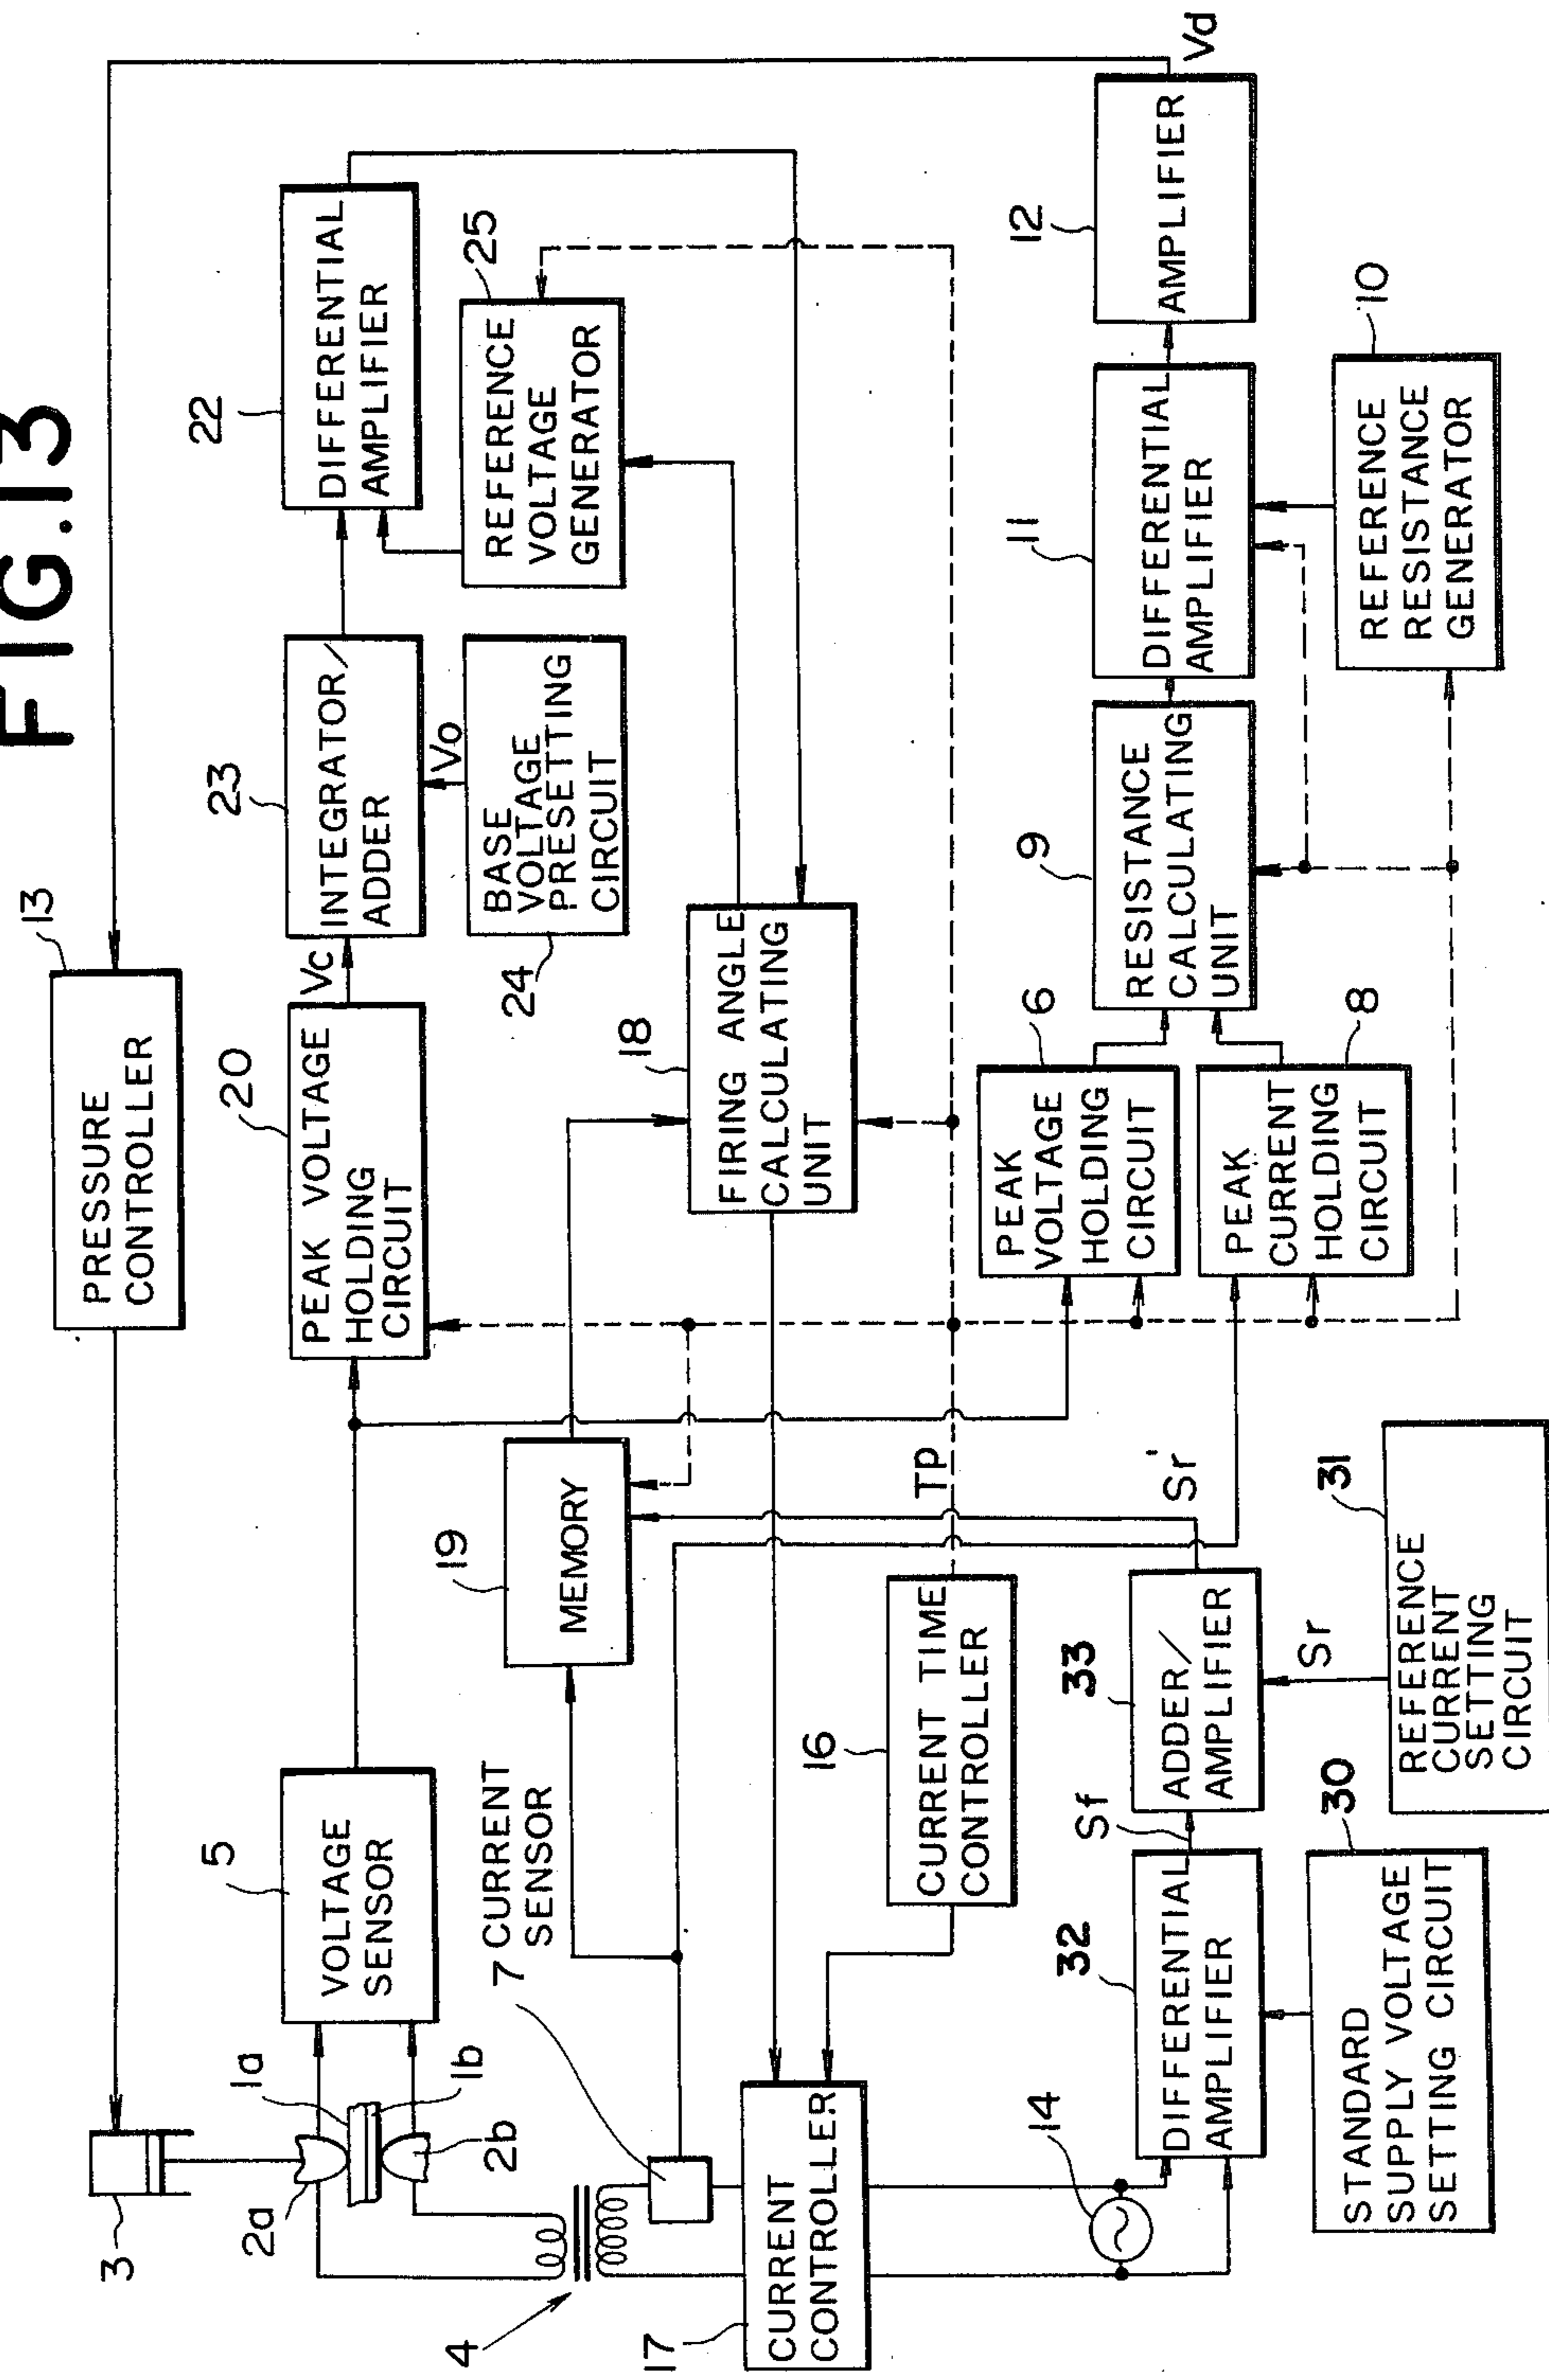 FIG.13
13
PRESSURE
CONTROLLER
3
2a
1a
1b
2b
4
5
VOLTAGE
SENSOR
20
PEAK VOLTAGE
HOLDING
CIRCUIT
Vc
23
INTEGRATOR/
ADDER
Vo
24
BASE
VOLTAGE
PRESETTING
CIRCUIT
22
DIFFERENTIAL
AMPLIFIER
25
REFERENCE
VOLTAGE
GENERATOR
7
CURRENT
SENSOR
19
MEMORY
18
FIRING ANGLE
CALCULATING
UNIT
17
CURRENT
CONTROLLER
16
CURRENT TIME
CONTROLLER
TP
14
32
DIFFERENTIAL
AMPLIFIER
Sf
33
ADDER/
AMPLIFIER
Sr'
Sr
30
STANDARD
SUPPLY VOLTAGE
SETTING CIRCUIT
31
REFERENCE
CURRENT
SETTING
CIRCUIT
6
PEAK
VOLTAGE
HOLDING
CIRCUIT
8
PEAK
CURRENT
HOLDING
CIRCUIT
9
RESISTANCE
CALCULATING
UNIT
11
DIFFERENTIAL
AMPLIFIER
10
REFERENCE
RESISTANCE
GENERATOR
12
AMPLIFIER
Vd